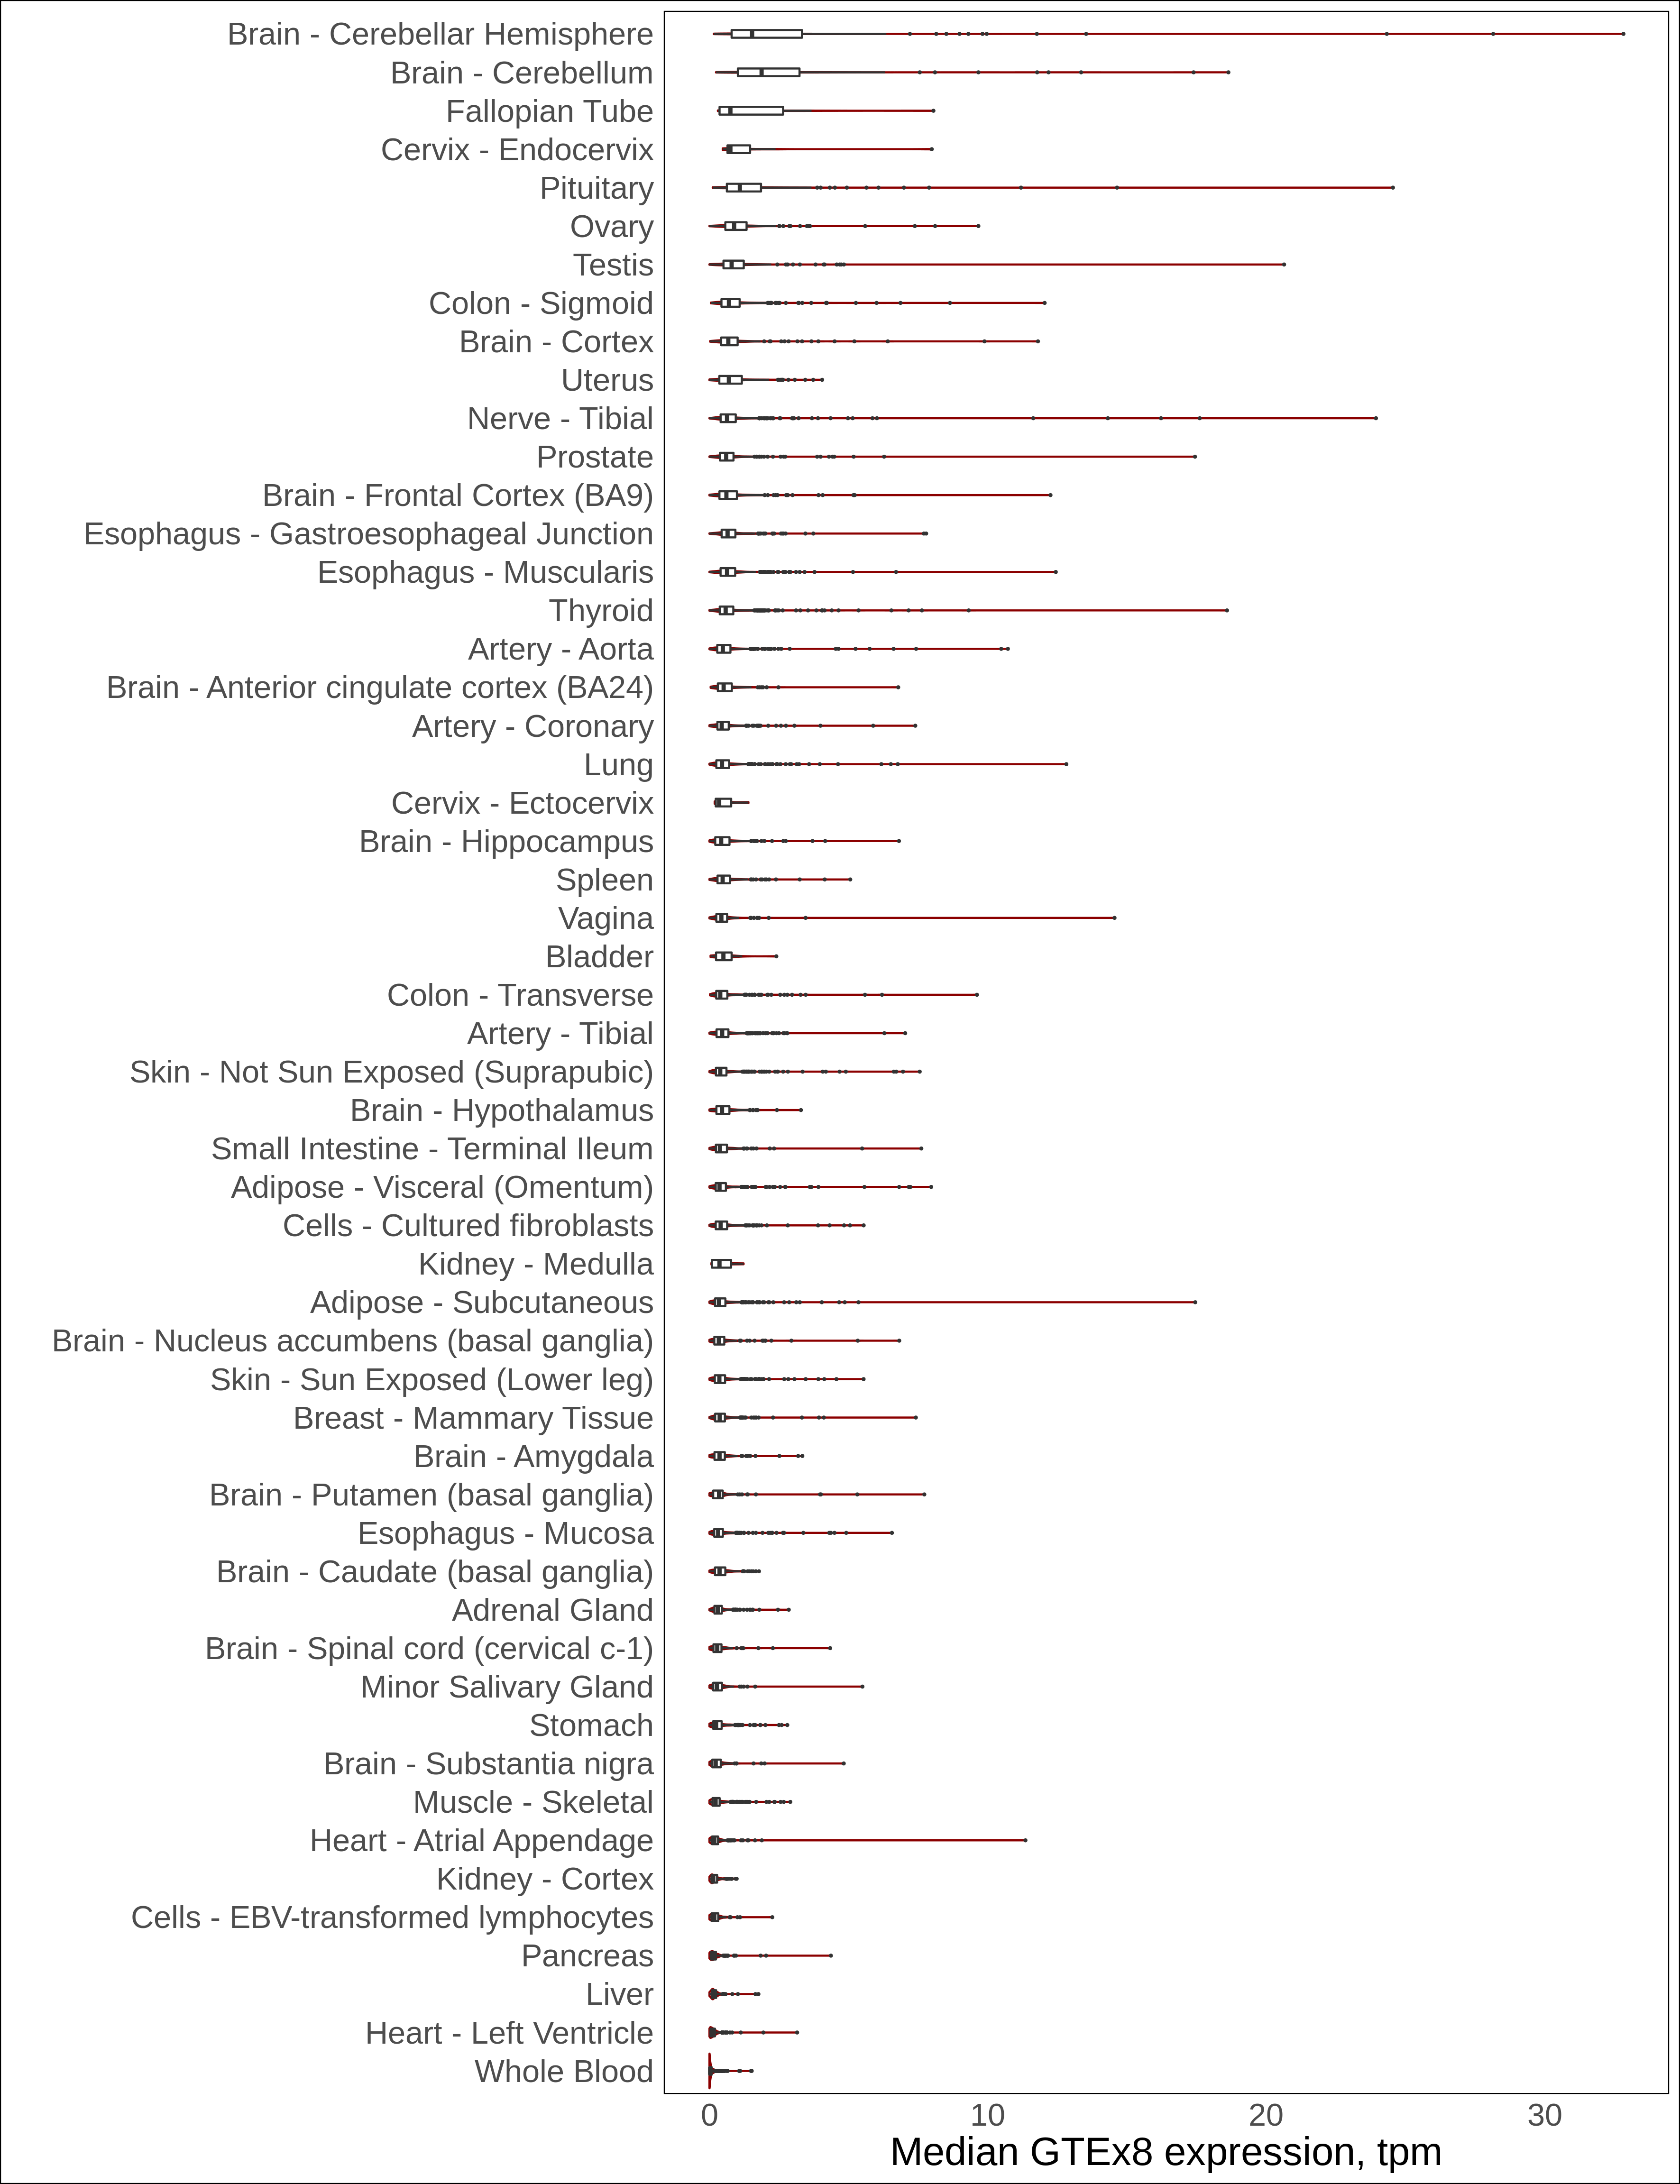 Brain - Cerebellar Hemisphere
Brain - Cerebellum
Fallopian Tube
Cervix - Endocervix
Pituitary
Ovary
Testis
Colon - Sigmoid
Brain - Cortex
Uterus
Nerve - Tibial
Prostate
Brain - Frontal Cortex (BA9)
Esophagus - Gastroesophageal Junction
Esophagus - Muscularis
Thyroid
Artery - Aorta
Brain - Anterior cingulate cortex (BA24)
Artery - Coronary
Lung
Cervix - Ectocervix
Brain - Hippocampus
Spleen
Vagina
Bladder
Colon - Transverse
Artery - Tibial
Skin - Not Sun Exposed (Suprapubic)
Brain - Hypothalamus
Small Intestine - Terminal Ileum
Adipose - Visceral (Omentum)
Cells - Cultured fibroblasts
Kidney - Medulla
Adipose - Subcutaneous
Brain - Nucleus accumbens (basal ganglia)
Skin - Sun Exposed (Lower leg)
Breast - Mammary Tissue
Brain - Amygdala
Brain - Putamen (basal ganglia)
Esophagus - Mucosa
Brain - Caudate (basal ganglia)
Adrenal Gland
Brain - Spinal cord (cervical c-1)
Minor Salivary Gland
Stomach
Brain - Substantia nigra
Muscle - Skeletal
Heart - Atrial Appendage
Kidney - Cortex
Cells - EBV-transformed lymphocytes
Pancreas
Liver
Heart - Left Ventricle
Whole Blood
0 10 20 30
Median GTEx8 expression, tpm